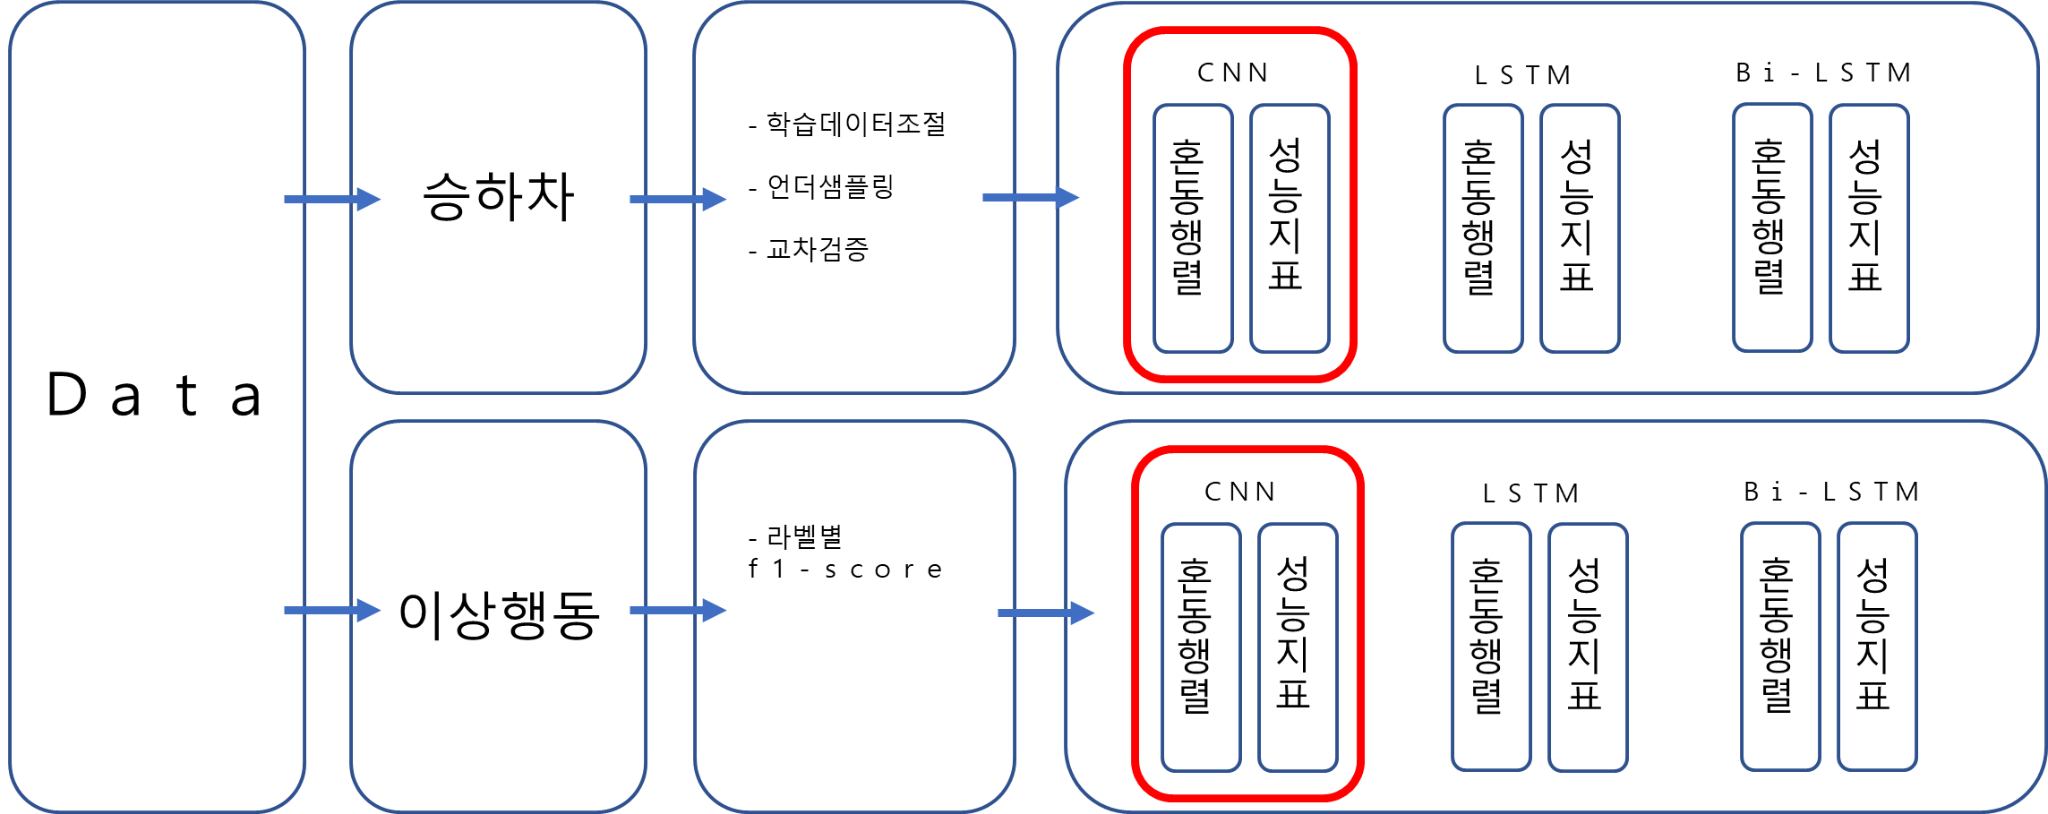 Data
승하차
- 학습데이터조절
- 언더샘플링
- 교차검증
CNN
혼동행렬
성능지표
LSTM
혼동행렬
성능지표
Bi-LSTM
혼동행렬
성능지표
이상행동
- 라벨별
f1-score
CNN
혼동행렬
성능지표
LSTM
혼동행렬
성능지표
Bi-LSTM
혼동행렬
성능지표